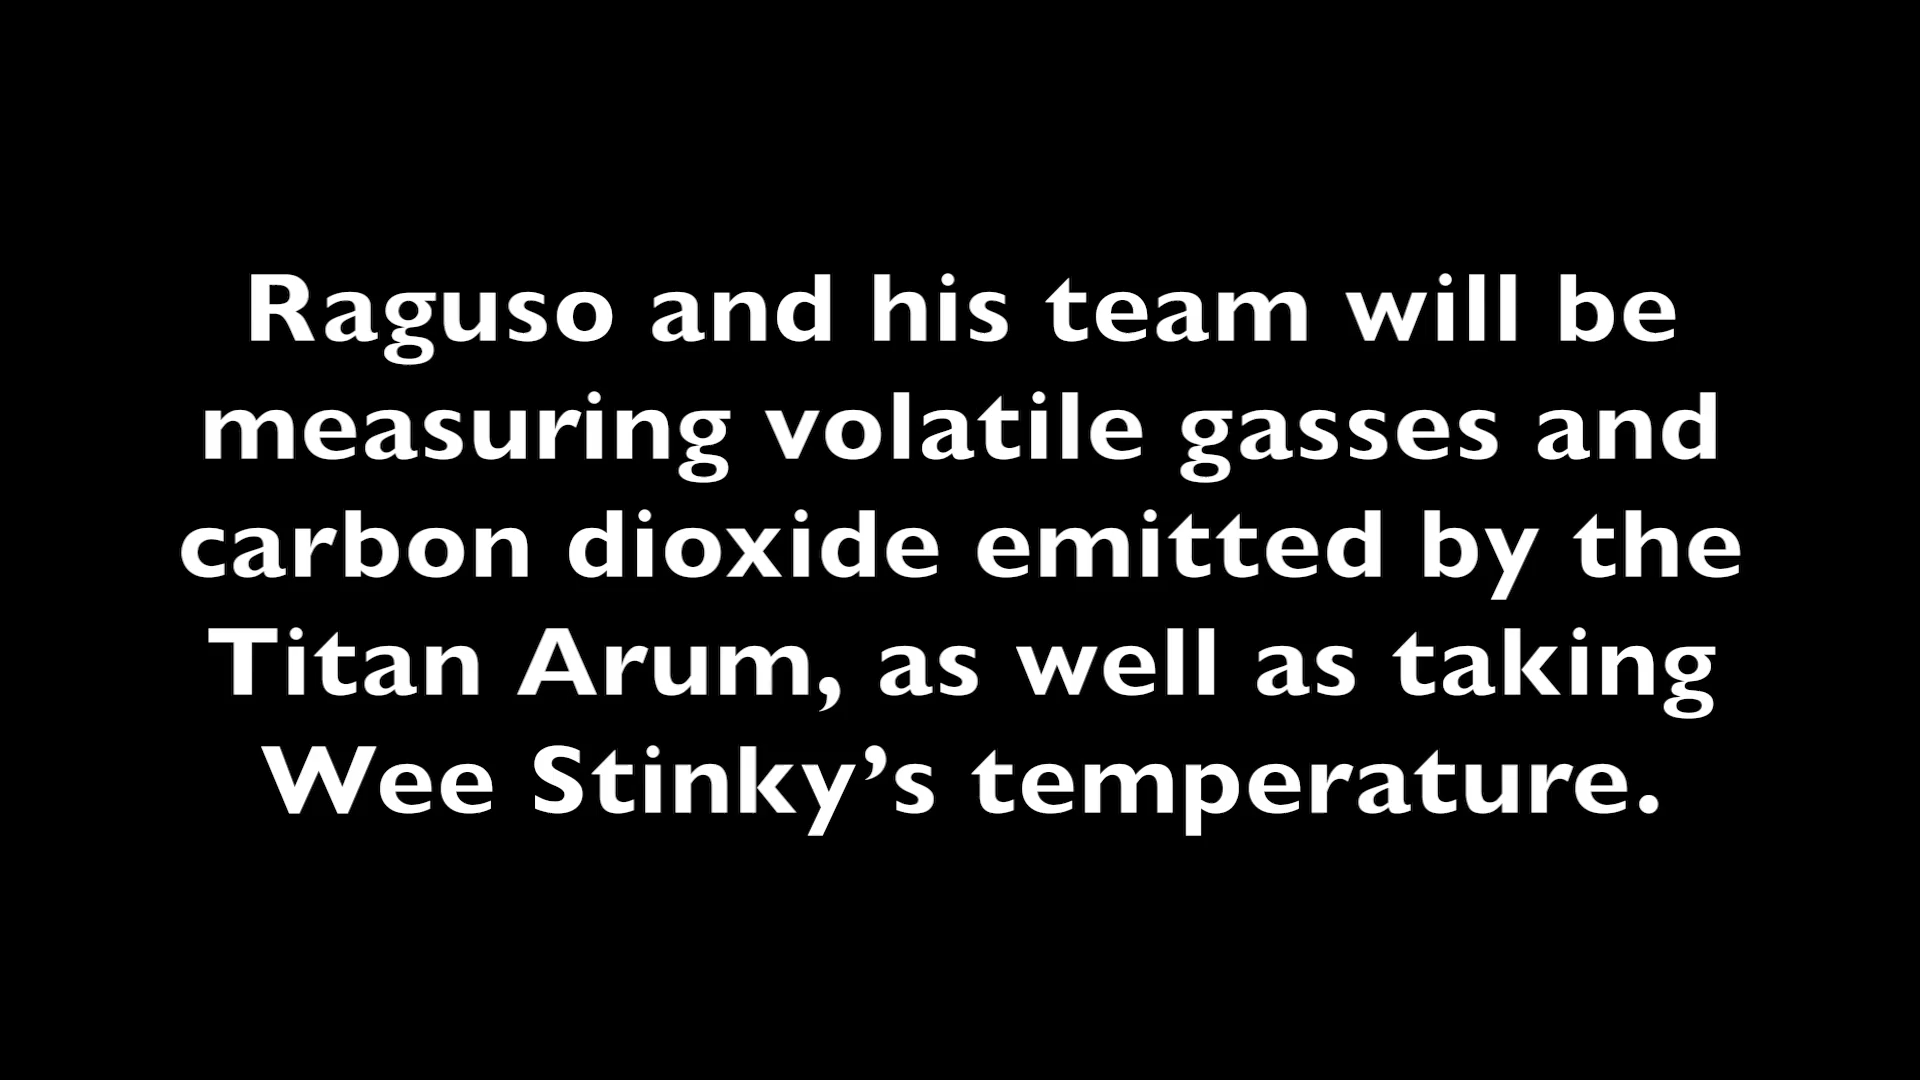 Raguso and his team will be
measuring volatile gasses and
carbon dioxide emitted by the
Titan Arum, as well as taking
Wee Stinky’s temperature.